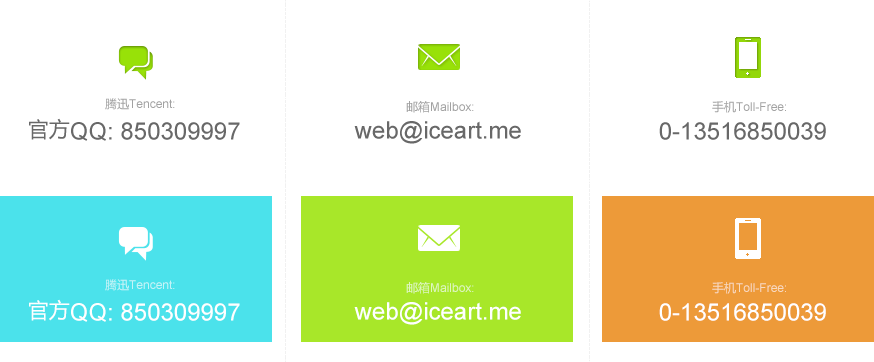 腾迅Tencent:
官方QQ: 850309997
邮箱Mailbox:
web@iceart.me
手机Toll-Free:
0-13516850039
腾迅Tencent:
官方QQ: 850309997
邮箱Mailbox:
web@iceart.me
手机Toll-Free:
0-13516850039